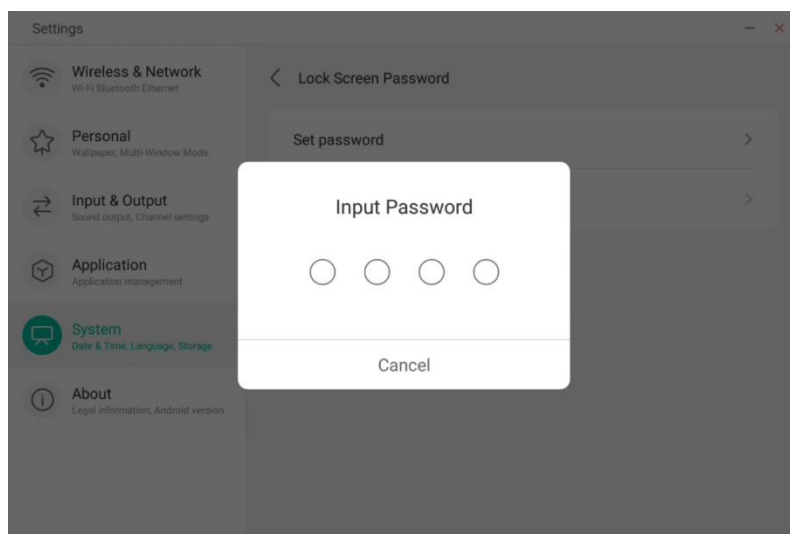 Settings
Wireless & Network
Wi-Fi Bluetooth Ethernet
Lock Screen Password
Personal
Wallpaper, Multi-Window Mode
Set password
Input & Output
Sound output, Channel settings
Application
Application management
System
Date & Time, Language, Storage
About
Legal information, Android version
Input Password
Cancel